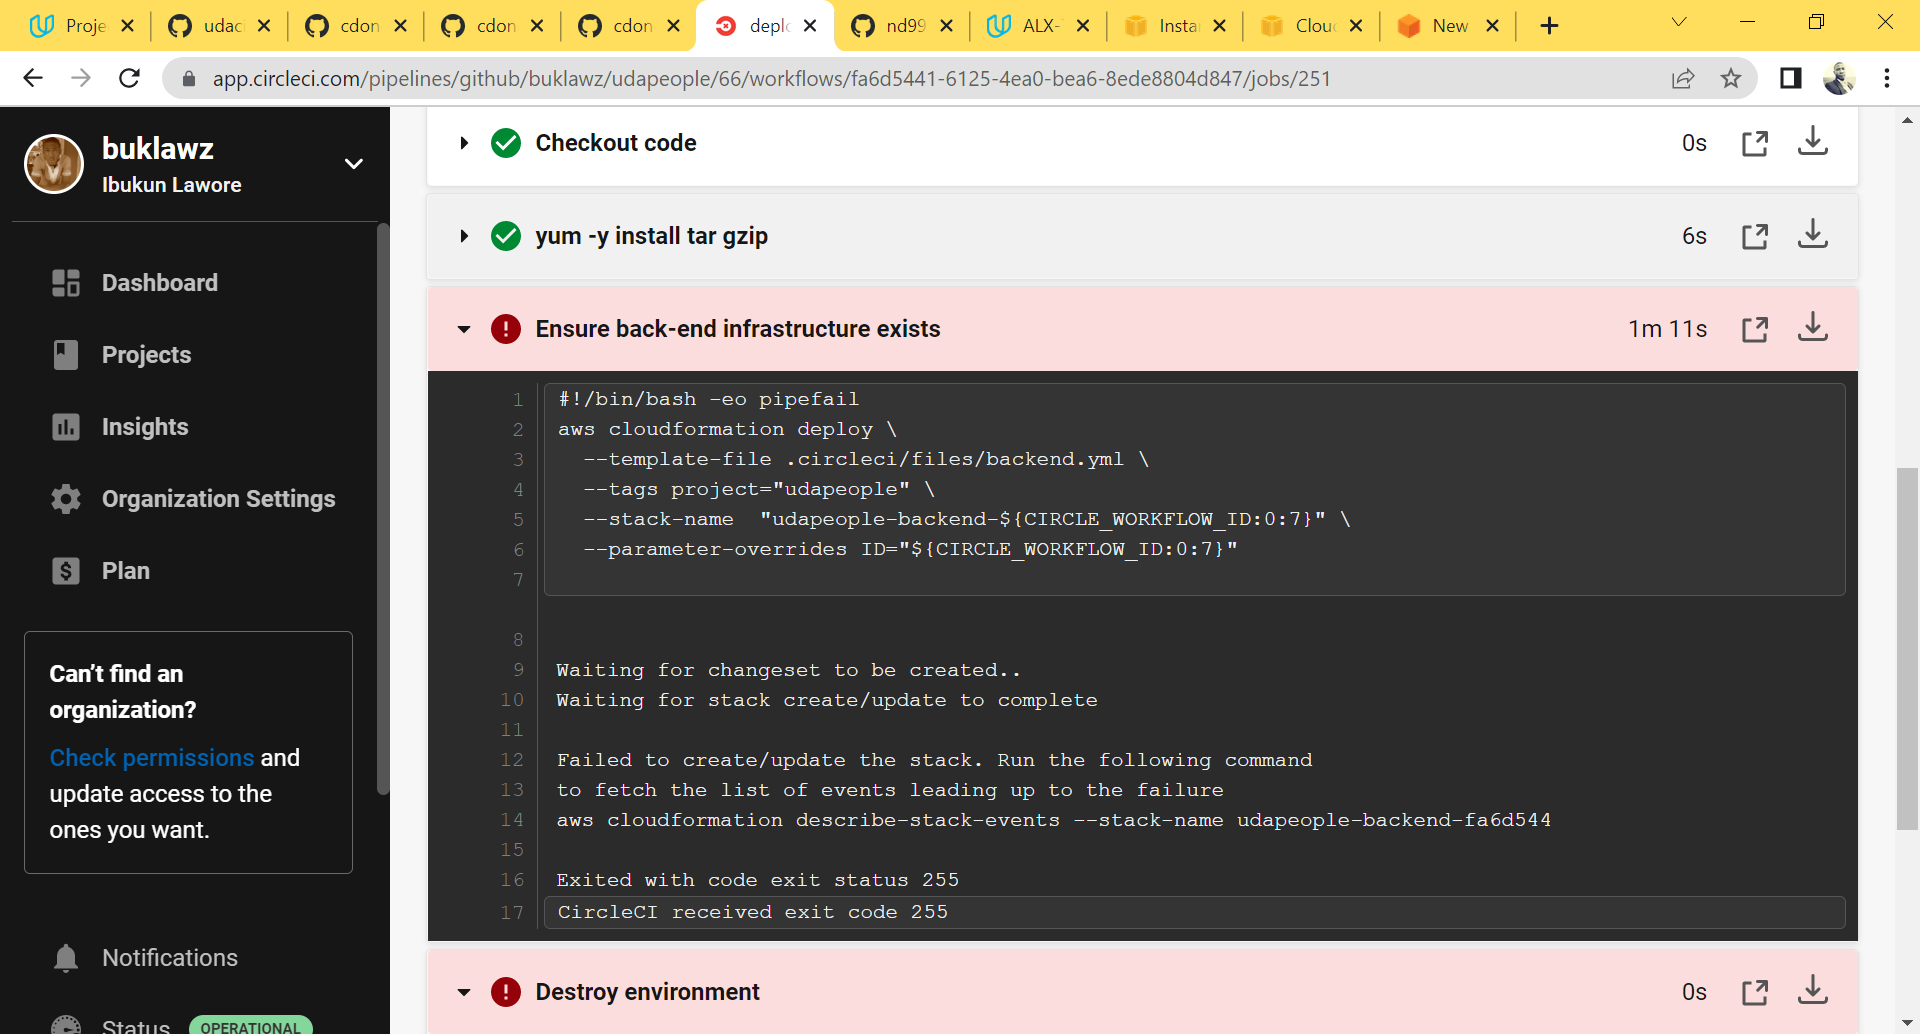 Proje
udaci
cdon
cdon
cdon
deplo
nd99
ALX-
Instan
Cloud
New
app.circleci.com/pipelines/github/buklawz/udapeople/66/workflows/fa6d5441-6125-4ea0-bea6-8ede8804d847/jobs/251
buklawz
Ibukun Lawore
Dashboard
Projects
Insights
Organization Settings
Plan
Can't find an
organization?
Check permissions and
update access to the
ones you want.
Notifications
Status OPERATIONAL
Checkout code 0s
yum -y install tar gzip 6s
Ensure back-end infrastructure exists 1m 11s
1 #!/bin/bash -eo pipefail
2 aws cloudformation deploy \
3 --template-file .circleci/files/backend.yml \
4 --tags project="udapeople" \
5 --stack-name "udapeople-backend-${CIRCLE_WORKFLOW_ID:0:7}" \
6 --parameter-overrides ID="${CIRCLE_WORKFLOW_ID:0:7}"
7
8
9 Waiting for changeset to be created..
10 Waiting for stack create/update to complete
11
12 Failed to create/update the stack. Run the following command
13 to fetch the list of events leading up to the failure
14 aws cloudformation describe-stack-events --stack-name udapeople-backend-fa6d544
15
16 Exited with code exit status 255
17 CircleCI received exit code 255
Destroy environment 0s